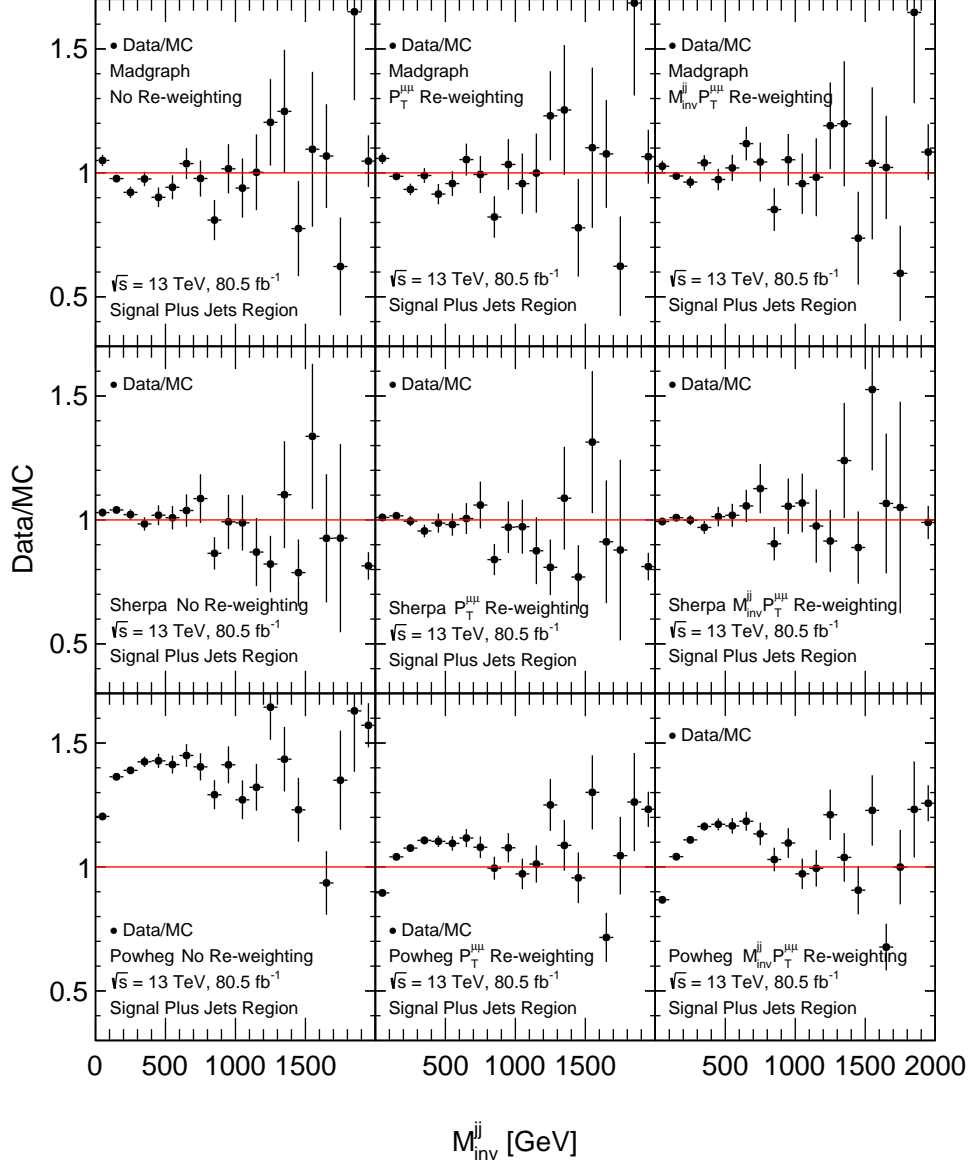 1.5
1
0.5
• Data/MC
Madgraph
No Re-weighting
√s = 13 TeV, 80.5 fb⁻¹
Signal Plus Jets Region
• Data/MC
Madgraph
P_T^μμ Re-weighting
√s = 13 TeV, 80.5 fb⁻¹
Signal Plus Jets Region
• Data/MC
Madgraph
M_inv^jj P_T^μμ Re-weighting
√s = 13 TeV, 80.5 fb⁻¹
Signal Plus Jets Region
Data/MC
1.5
1
0.5
• Data/MC
Sherpa No Re-weighting
√s = 13 TeV, 80.5 fb⁻¹
Signal Plus Jets Region
• Data/MC
Sherpa P_T^μμ Re-weighting
√s = 13 TeV, 80.5 fb⁻¹
Signal Plus Jets Region
• Data/MC
Sherpa M_inv^jj P_T^μμ Re-weighting
√s = 13 TeV, 80.5 fb⁻¹
Signal Plus Jets Region
1.5
1
0.5
• Data/MC
Powheg No Re-weighting
√s = 13 TeV, 80.5 fb⁻¹
Signal Plus Jets Region
• Data/MC
Powheg P_T^μμ Re-weighting
√s = 13 TeV, 80.5 fb⁻¹
Signal Plus Jets Region
• Data/MC
Powheg M_inv^jj P_T^μμ Re-weighting
√s = 13 TeV, 80.5 fb⁻¹
Signal Plus Jets Region
0 500 1000 1500 500 1000 1500 500 1000 1500 2000
M_inv^jj [GeV]